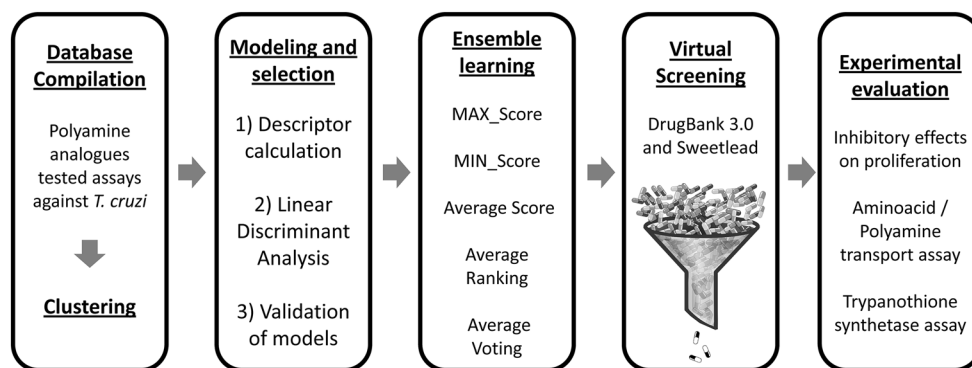 Database
Compilation
Polyamine
analogues
tested assays
against T. cruzi
Clustering
Modeling and
selection
1) Descriptor
calculation
2) Linear
Discriminant
Analysis
3) Validation
of models
Ensemble
learning
MAX_Score
MIN_Score
Average Score
Average
Ranking
Average
Voting
Virtual
Screening
DrugBank 3.0
and Sweetlead
Experimental
evaluation
Inhibitory effects
on proliferation
Aminoacid /
Polyamine
transport assay
Trypanothione
synthetase assay